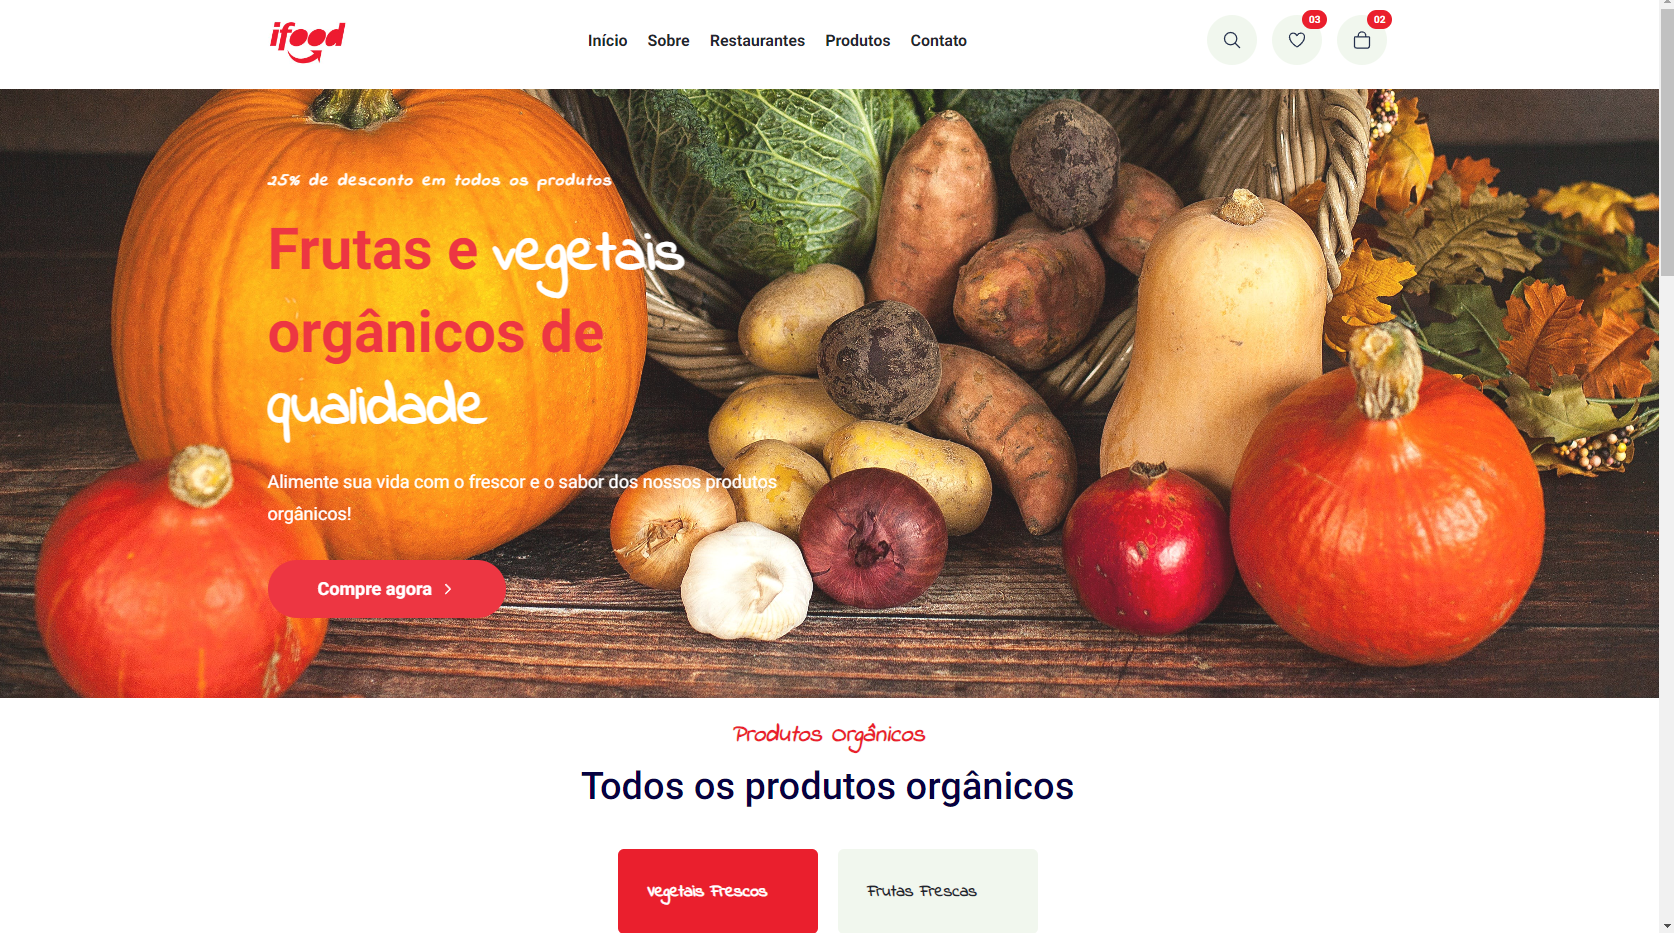 ifood
Início Sobre Restaurantes Produtos Contato
03
02
25% de desconto em todos os produtos
Frutas e vegetais
orgânicos de
qualidade
Alimente sua vida com o frescor e o sabor dos nossos produtos
orgânicos!
Compre agora
Produtos Orgânicos
Todos os produtos orgânicos
Vegetais Frescos
Frutas Frescas